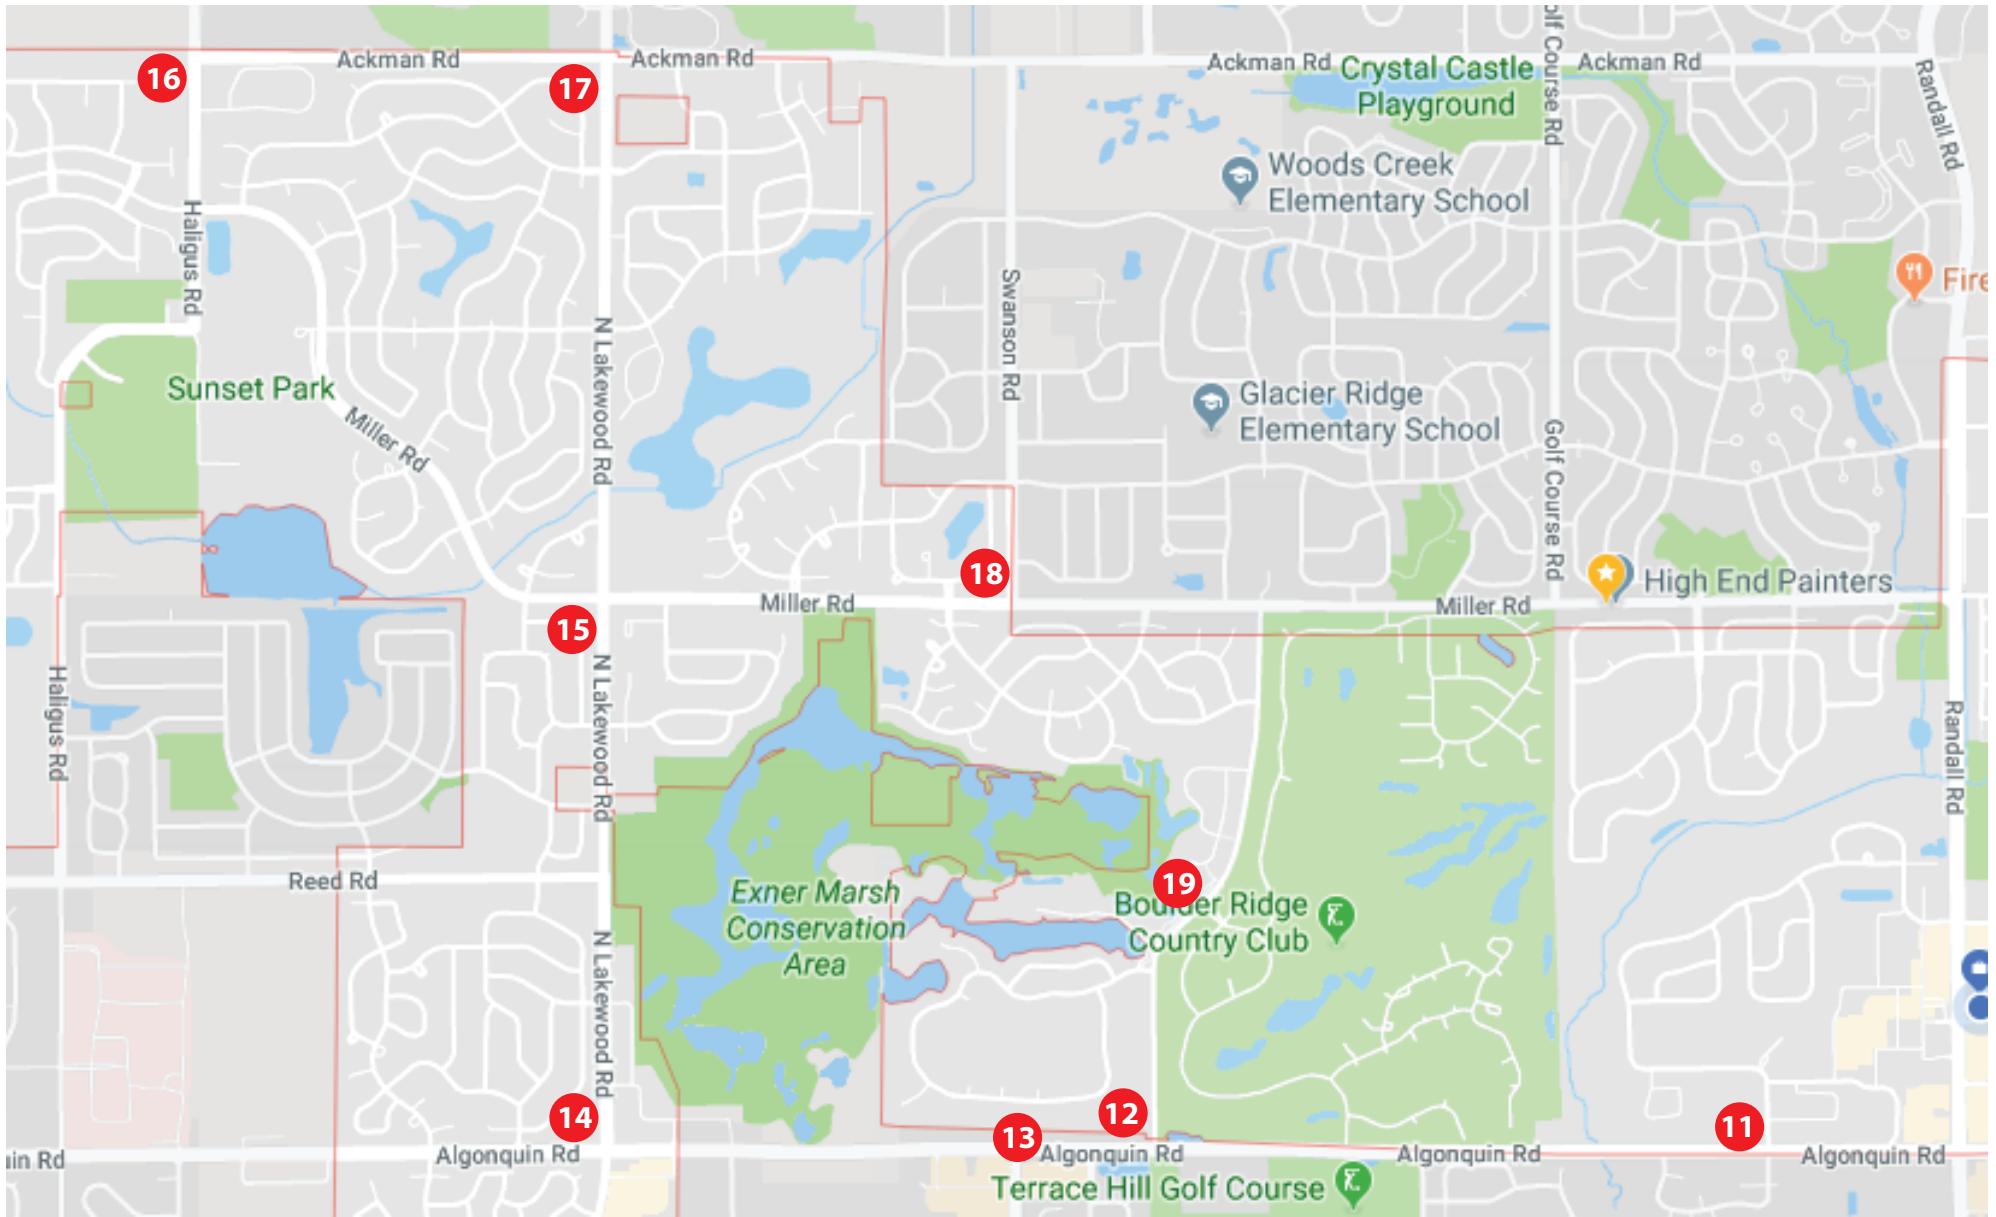 Ackman Rd
Ackman Rd
Ackman Rd
Ackman Rd
olf Course Rd
Randall Rd
16
17
Crystal Castle
Playground
Woods Creek
Elementary School
Haligus Rd
Fire
Swanson Rd
N Lakewood Rd
Sunset Park
Miller Rd
Glacier Ridge
Elementary School
Golf Course Rd
18
High End Painters
Miller Rd
Miller Rd
15
Haligus Rd
N Lakewood Rd
Randall Rd
Reed Rd
19
Exner Marsh
Conservation
Area
Boulder Ridge
Country Club
N Lakewood Rd
14
12
13
11
ain Rd
Algonquin Rd
Algonquin Rd
Algonquin Rd
Algonquin Rd
Terrace Hill Golf Course